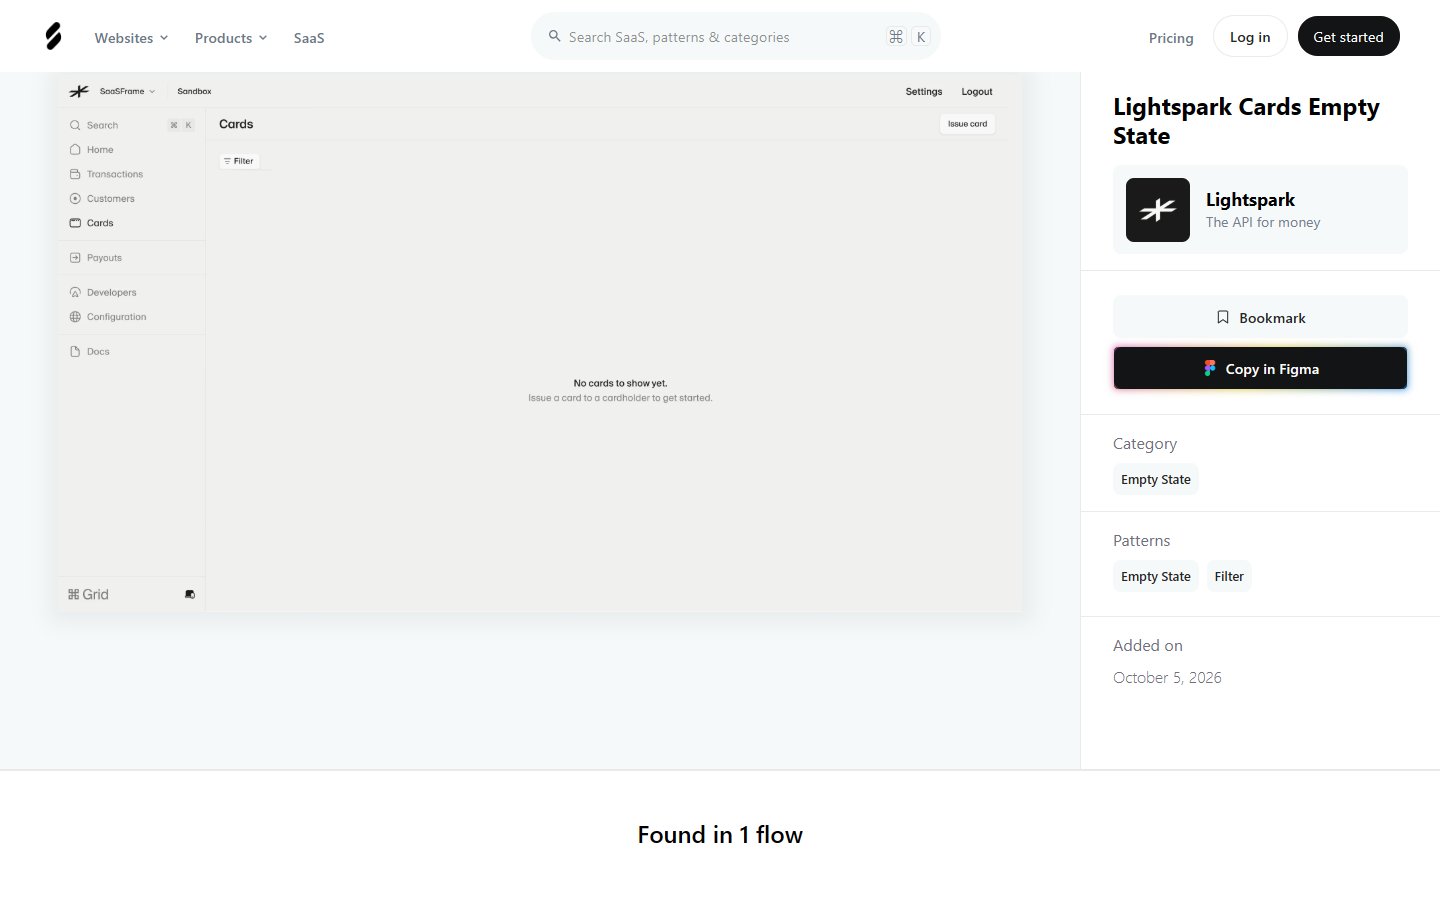 Websites
Products
SaaS
Search SaaS, patterns & categories
⌘ K
Pricing
Log in
Get started
SaaSFrame
Sandbox
Settings
Logout
Search
⌘ K
Home
Transactions
Customers
Cards
Payouts
Developers
Configuration
Docs
Grid
Cards
Issue card
Filter
No cards to show yet.
Issue a card to a cardholder to get started.
Lightspark Cards Empty
State
Lightspark
The API for money
Bookmark
Copy in Figma
Category
Empty State
Patterns
Empty State
Filter
Added on
October 5, 2026
Found in 1 flow